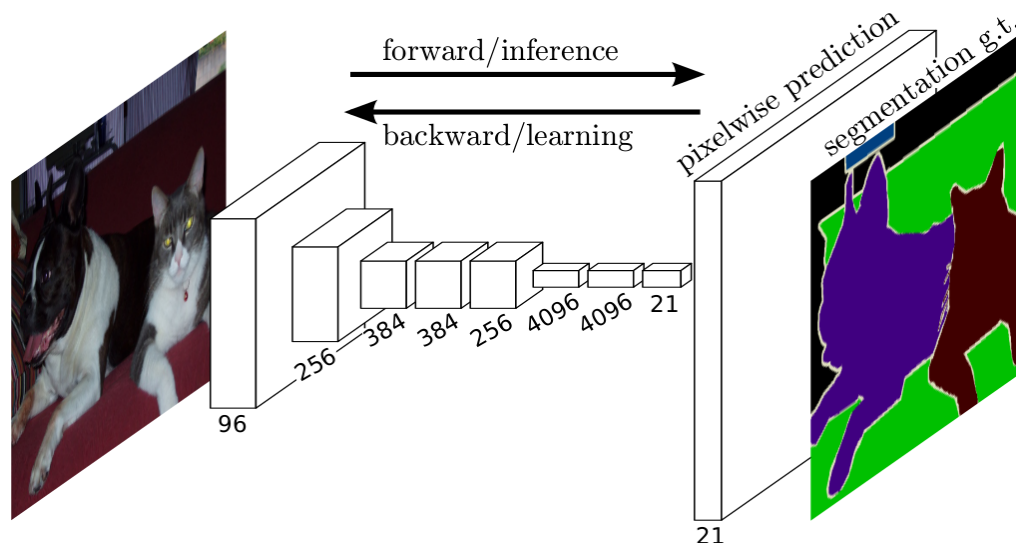 forward/inference
backward/learning
pixelwise prediction
segmentation g.t.
96
256
384
384
256
4096
4096
21
21